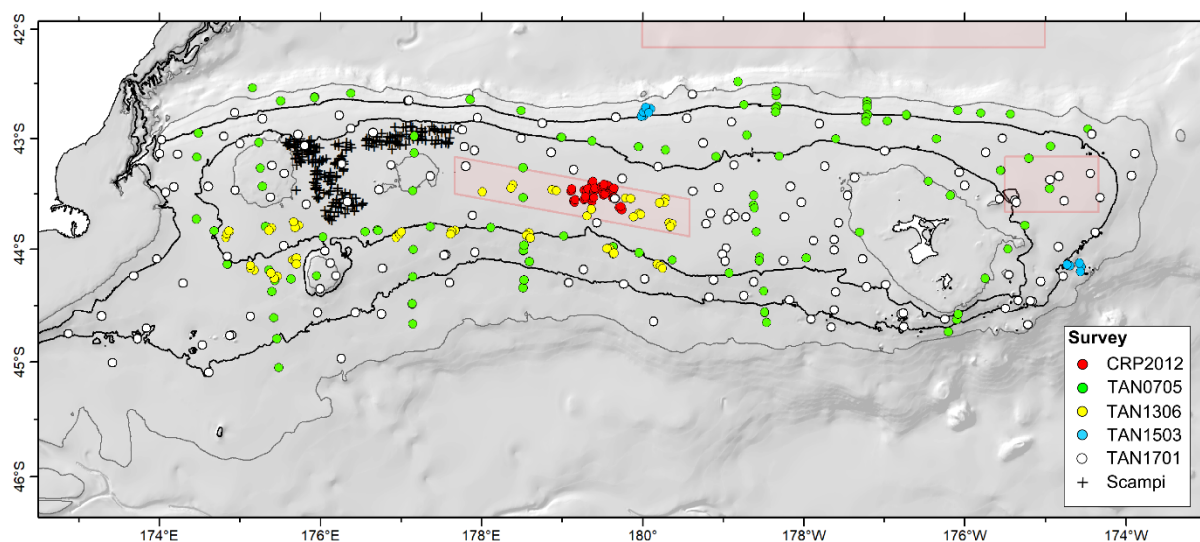 42°S
43°S
44°S
45°S
46°S
174°E
176°E
178°E
180°
178°W
176°W
174°W
Survey
CRP2012
TAN0705
TAN1306
TAN1503
TAN1701
Scampi